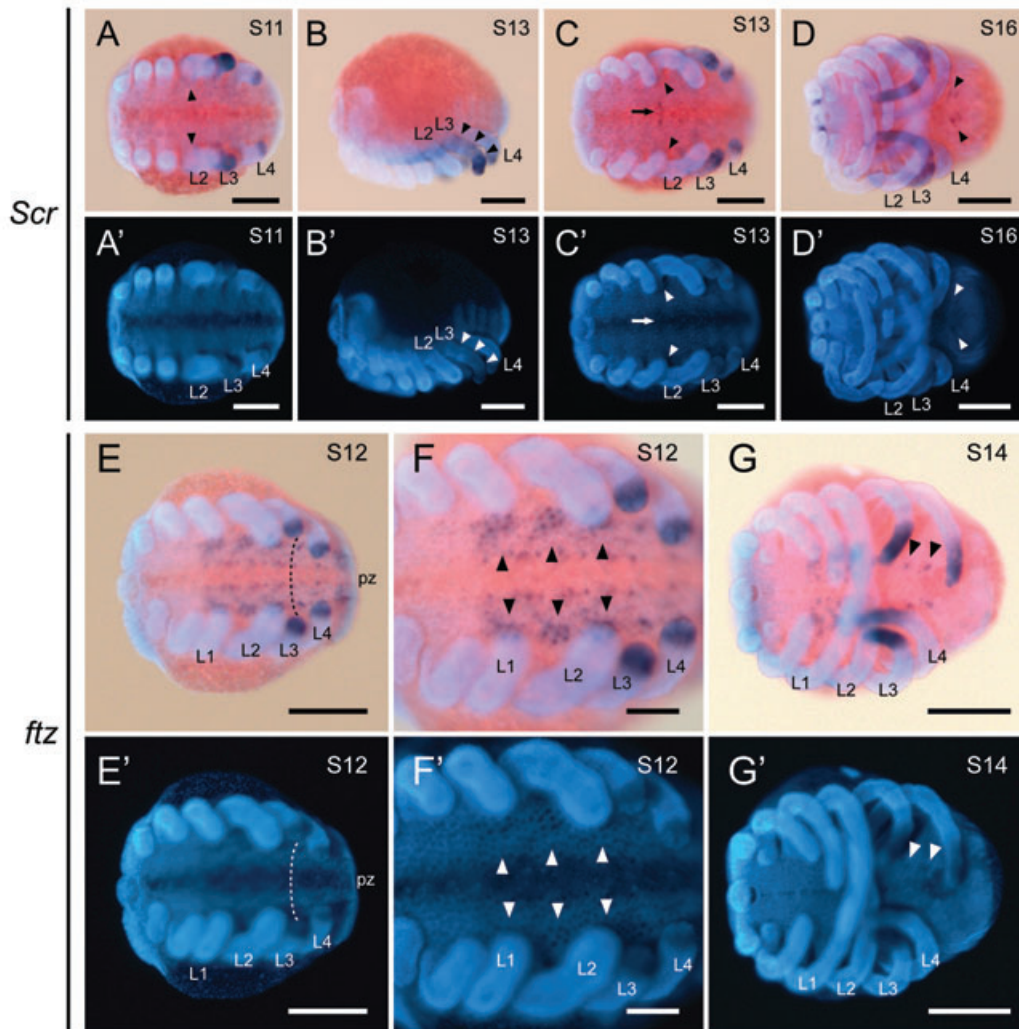 A S11
L2 L3 L4
B S13
L2 L3 L4
C S13
L2 L3 L4
D S16
L2 L3 L4
Scr
A' S11
L2 L3 L4
B' S13
L2 L3 L4
C' S13
L2 L3 L4
D' S16
L2 L3 L4
E S12
pz
L1 L2 L3 L4
F S12
L1 L2 L3 L4
G S14
L1 L2 L3 L4
ftz
E' S12
pz
L1 L2 L3 L4
F' S12
L1 L2 L3 L4
G' S14
L1 L2 L3 L4